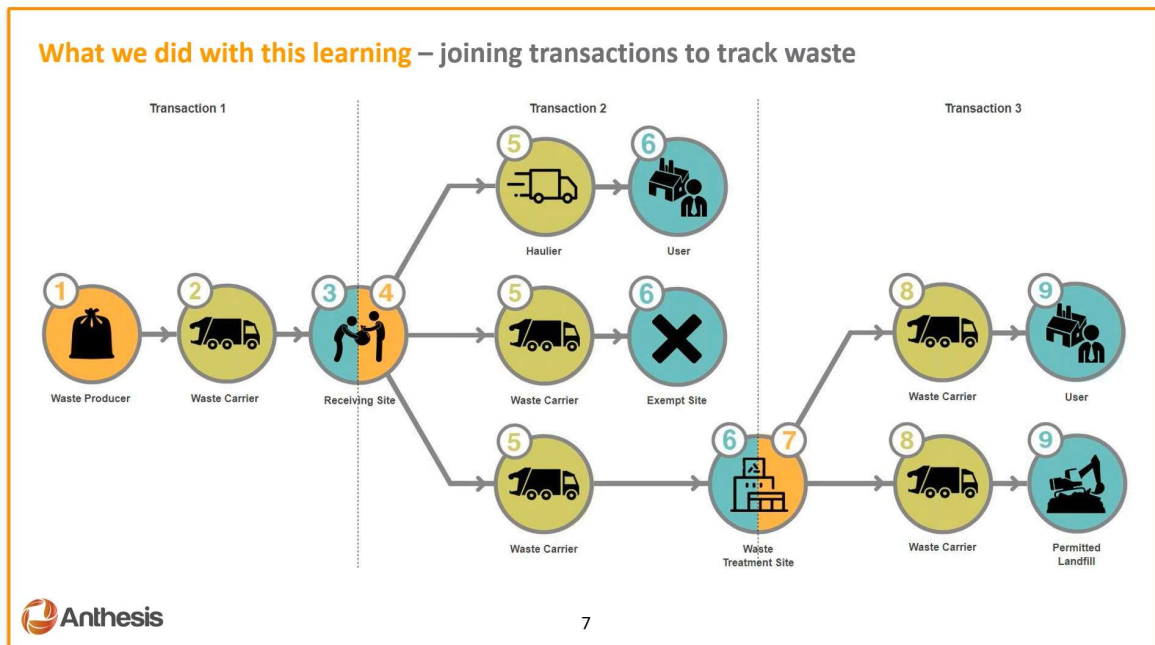 What we did with this learning – joining transactions to track waste
Transaction 1
Transaction 2
Transaction 3
5
Haulier
6
User
1
Waste Producer
2
Waste Carrier
3
4
Receiving Site
5
Waste Carrier
6
Exempt Site
8
Waste Carrier
9
User
5
Waste Carrier
6
7
Waste
Treatment Site
8
Waste Carrier
9
Permitted
Landfill
Anthesis
7